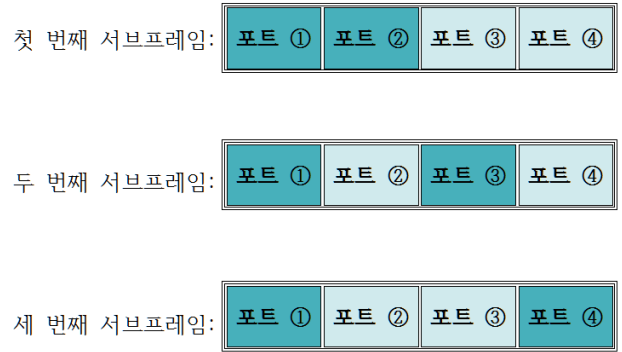 첫 번째 서브프레임: 포트 ① 포트 ② 포트 ③ 포트 ④
두 번째 서브프레임: 포트 ① 포트 ② 포트 ③ 포트 ④
세 번째 서브프레임: 포트 ① 포트 ② 포트 ③ 포트 ④